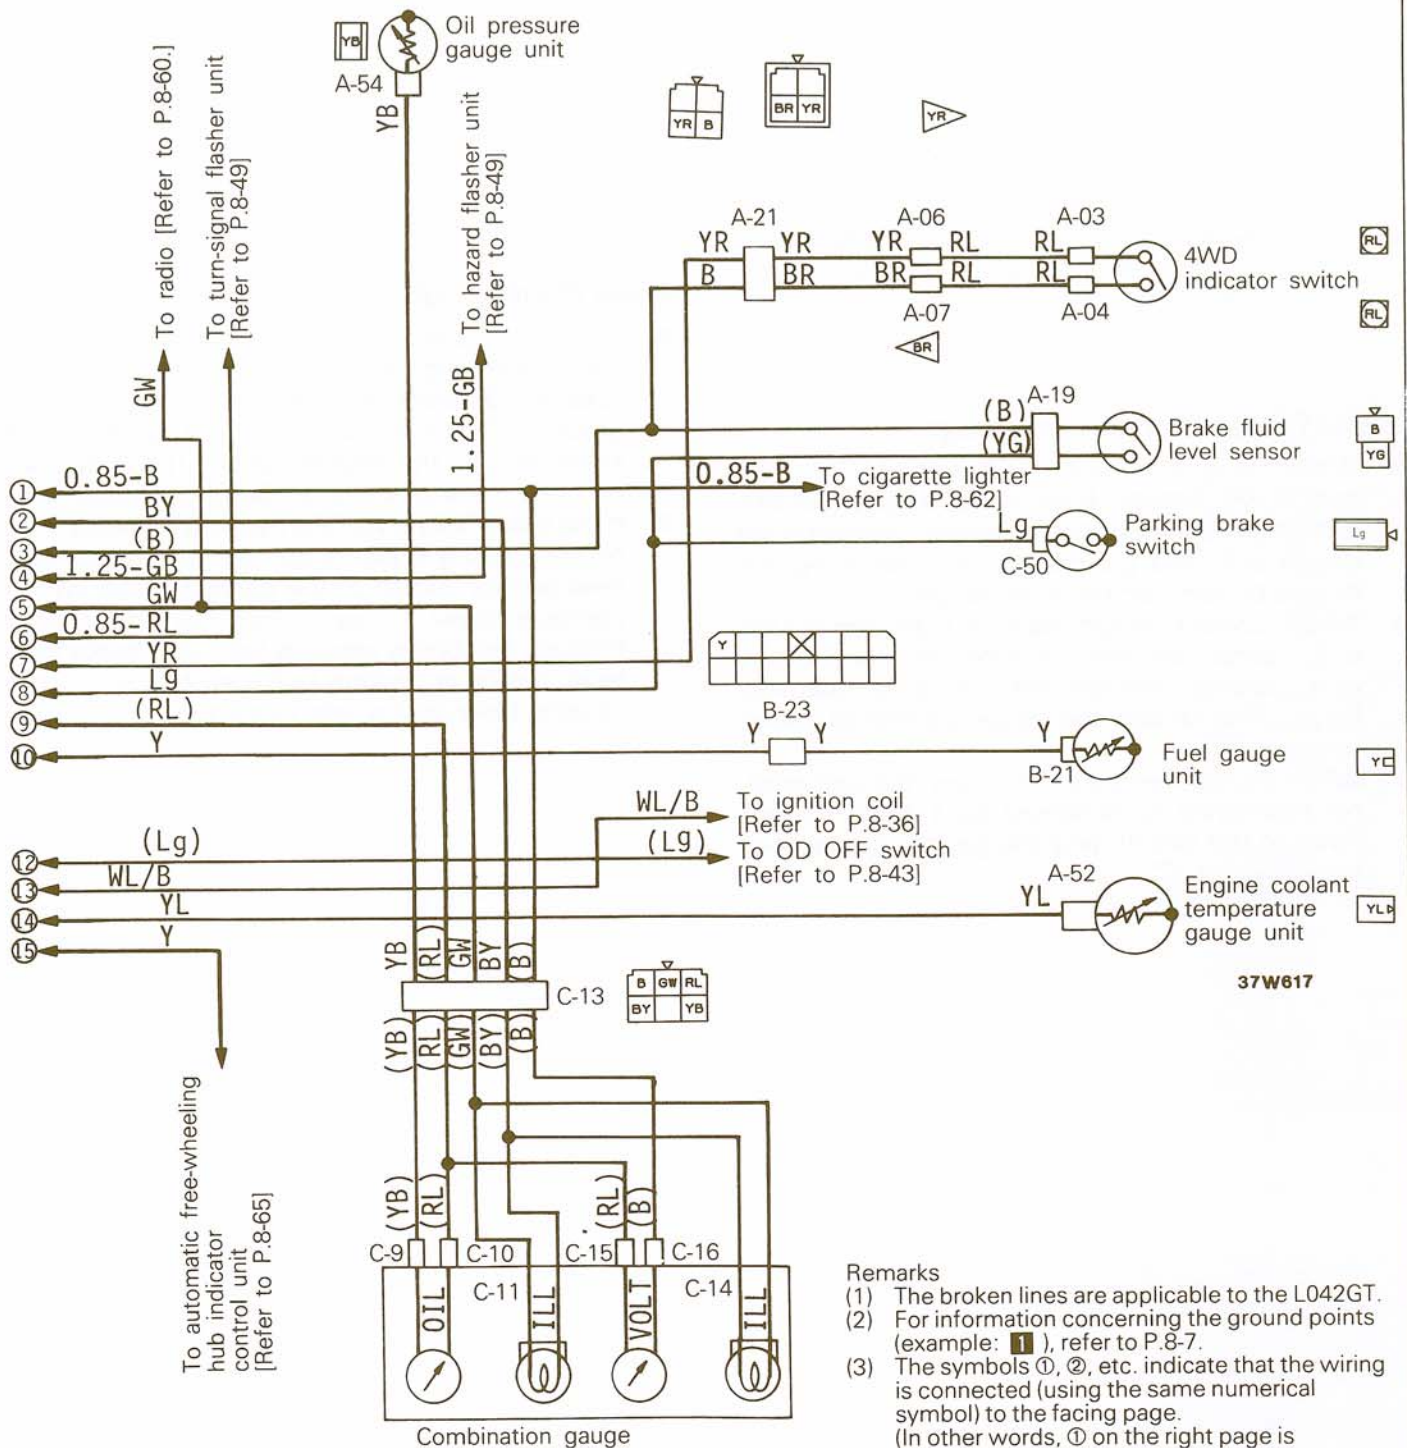 YB
Oil pressure
gauge unit
A-54
YB
To radio [Refer to P.8-60.]
To turn-signal flasher unit
[Refer to P.8-49]
To hazard flasher unit
[Refer to P.8-49]
YR B
BR YR
YR
A-21 A-06 A-03
YR YR YR RL RL
B BR BR RL RL
4WD
indicator switch
A-07 A-04
BR
RL
RL
GW
1.25-GB
A-19
(B)
(YG)
Brake fluid
level sensor
B
YG
① 0.85-B
0.85-B
To cigarette lighter
[Refer to P.8-62]
② BY
③ (B)
Lg
C-50
Parking brake
switch
Lg
④ 1.25-GB
⑤ GW
⑥ 0.85-RL
⑦ YR
Y
⑧ Lg
⑨ (RL)
⑩ Y
B-23
Y Y Y
B-21
Fuel gauge
unit
Y
WL/B
To ignition coil
[Refer to P.8-36]
⑫ (Lg)
(Lg)
To OD OFF switch
[Refer to P.8-43]
⑬ WL/B
⑭ YL
YL
A-52
Engine coolant
temperature
gauge unit
YL
⑮ Y
37W617
YB (RL) GW BY (B)
C-13
B GW RL
BY YB
(YB) (RL) (GW) (BY) (B)
To automatic free-wheeling
hub indicator
control unit
[Refer to P.8-65]
(YB) (RL) (RL) (B)
C-9 C-10 C-15 C-16
C-11 C-14
OIL ILL VOLT ILL
Combination gauge
Remarks
(1) The broken lines are applicable to the L042GT.
(2) For information concerning the ground points
(example: 1 ), refer to P.8-7.
(3) The symbols ①, ②, etc. indicate that the wiring
is connected (using the same numerical
symbol) to the facing page.
(In other words, ① on the right page is